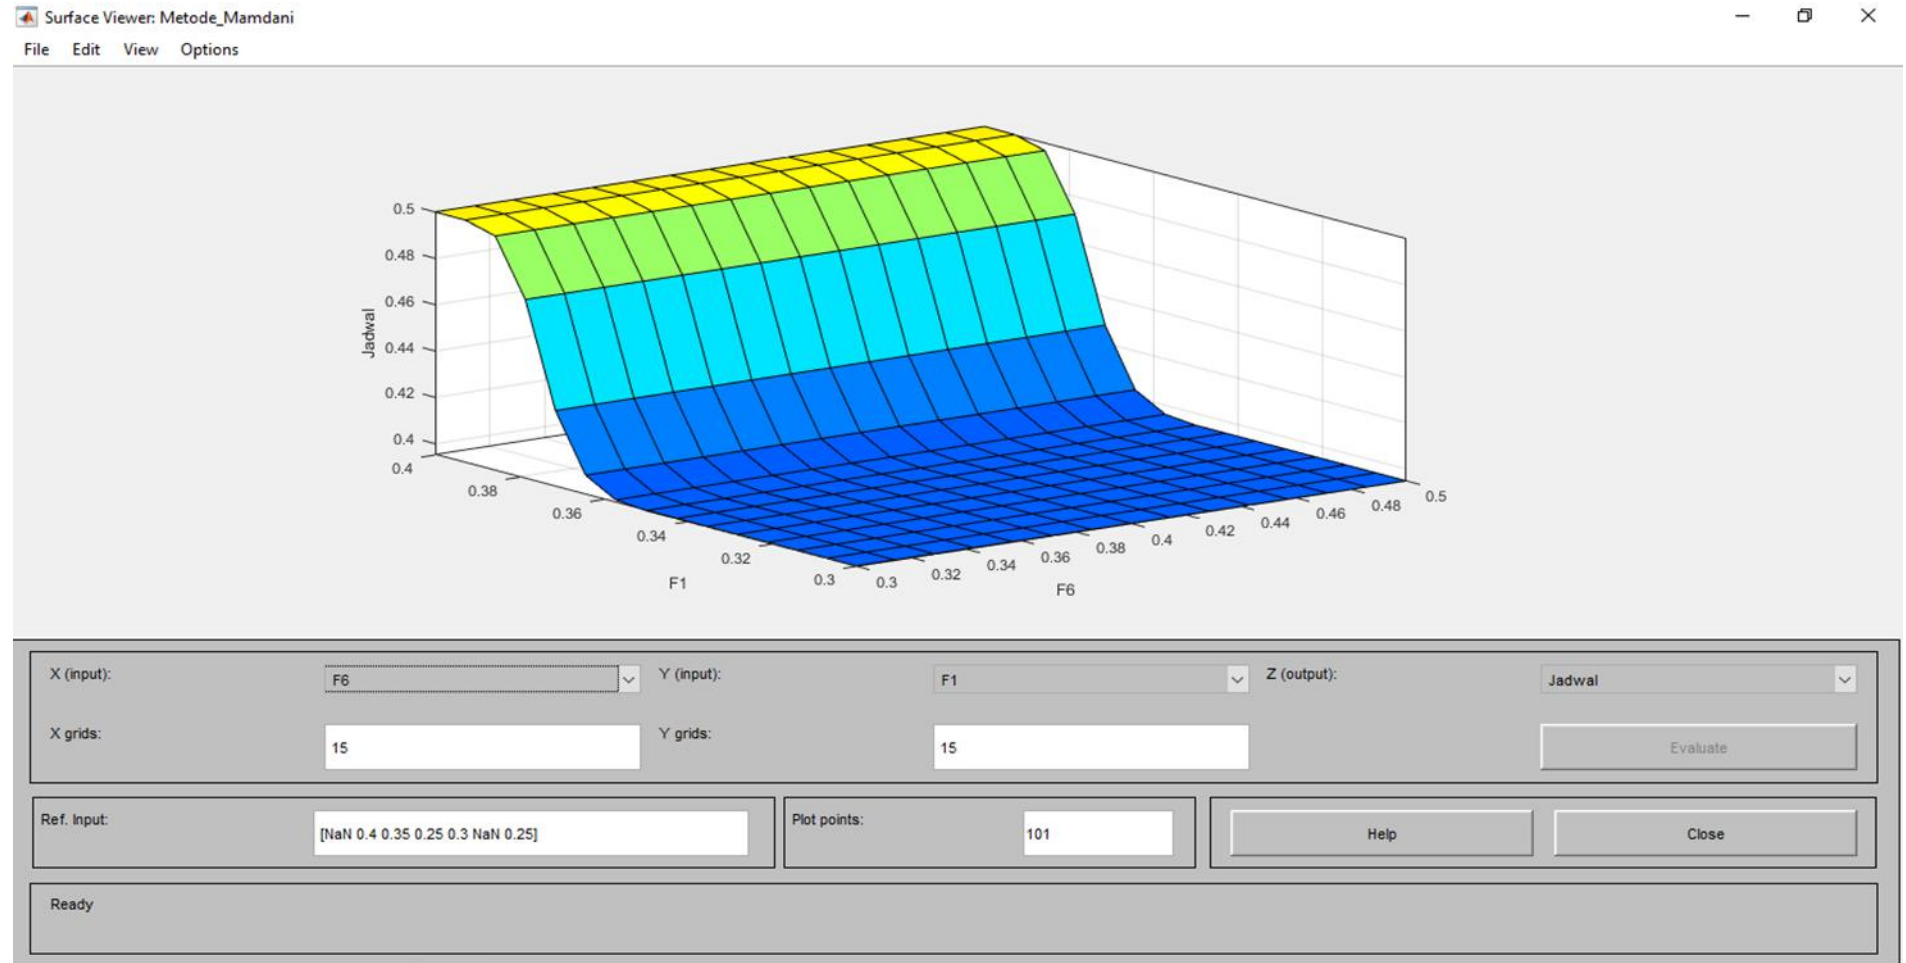 Surface Viewer: Metode_Mamdani
File Edit View Options
0.5
0.48
0.46
0.44
0.42
0.4
Jadwal
0.4
0.38
0.36
0.34
0.32
0.3
F1
0.3
0.32
0.34
0.36
0.38
0.4
0.42
0.44
0.46
0.48
0.5
F6
X (input): F6 Y (input): F1 Z (output): Jadwal
X grids: 15 Y grids: 15 Evaluate
Ref. Input: [NaN 0.4 0.35 0.25 0.3 NaN 0.25] Plot points: 101 Help Close
Ready